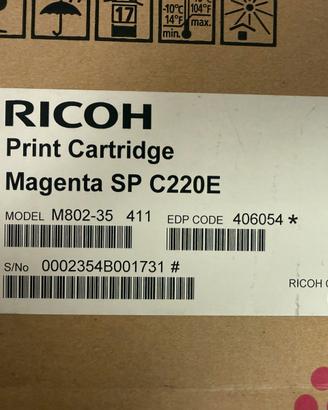 17
-10°C 104°F
14°F max.
min.
RICOH
Print Cartridge
Magenta SP C220E
MODEL M802-35 411 EDP CODE 406054 *
S/No 0002354B001731 #
RICOH